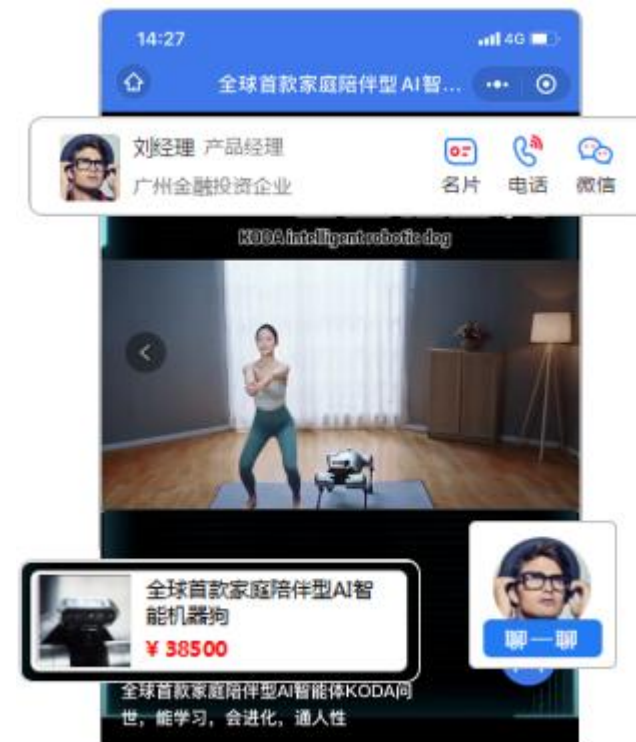 14:27
4G
全球首款家庭陪伴型AI智...
刘经理 产品经理
广州金融投资企业
名片 电话 微信
KODA intelligent robotic dog
全球首款家庭陪伴型AI智
能机器狗
¥ 38500
聊一聊
全球首款家庭陪伴型AI智能体KODA问
世，能学习，会进化，通人性